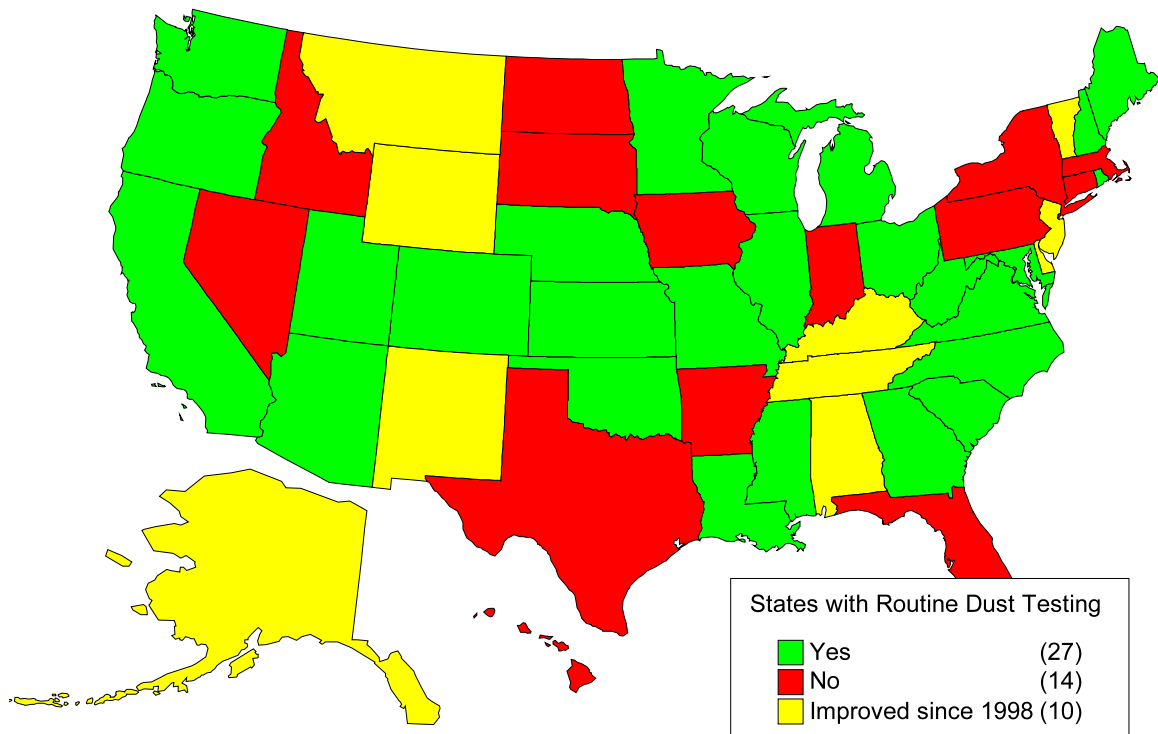 States with Routine Dust Testing
Yes (27)
No (14)
Improved since 1998 (10)